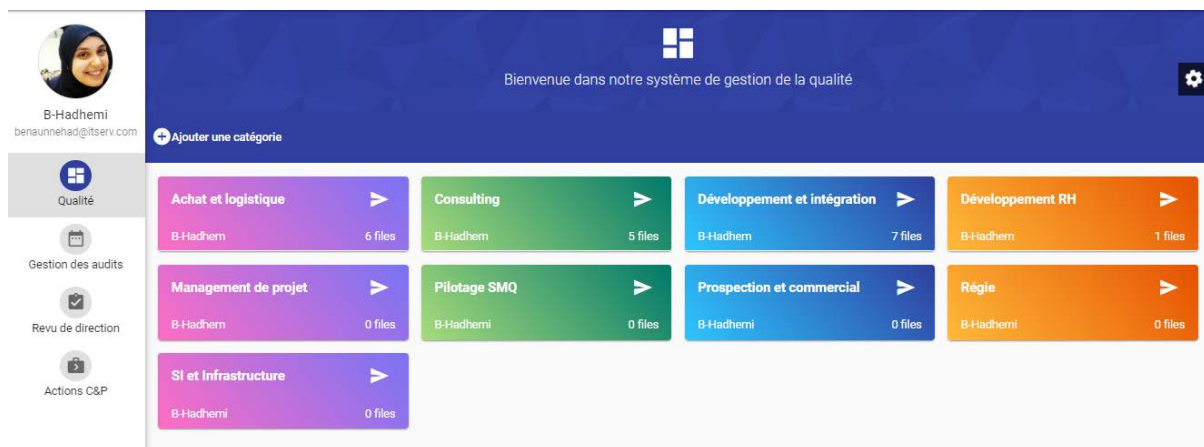 B-Hadhemi
benaunnehad@itserv.com
Qualité
Gestion des audits
Revu de direction
Actions C&P
Bienvenue dans notre système de gestion de la qualité
Ajouter une catégorie
Achat et logistique
B-Hadhem 6 files
Consulting
B-Hadhem 5 files
Développement et intégration
B-Hadhem 7 files
Développement RH
B-Hadhem 1 files
Management de projet
B-Hadhem 0 files
Pilotage SMQ
B-Hadhemi 0 files
Prospection et commercial
B-Hadhemi 0 files
Régie
B-Hadhemi 0 files
SI et Infrastructure
B-Hadhemi 0 files